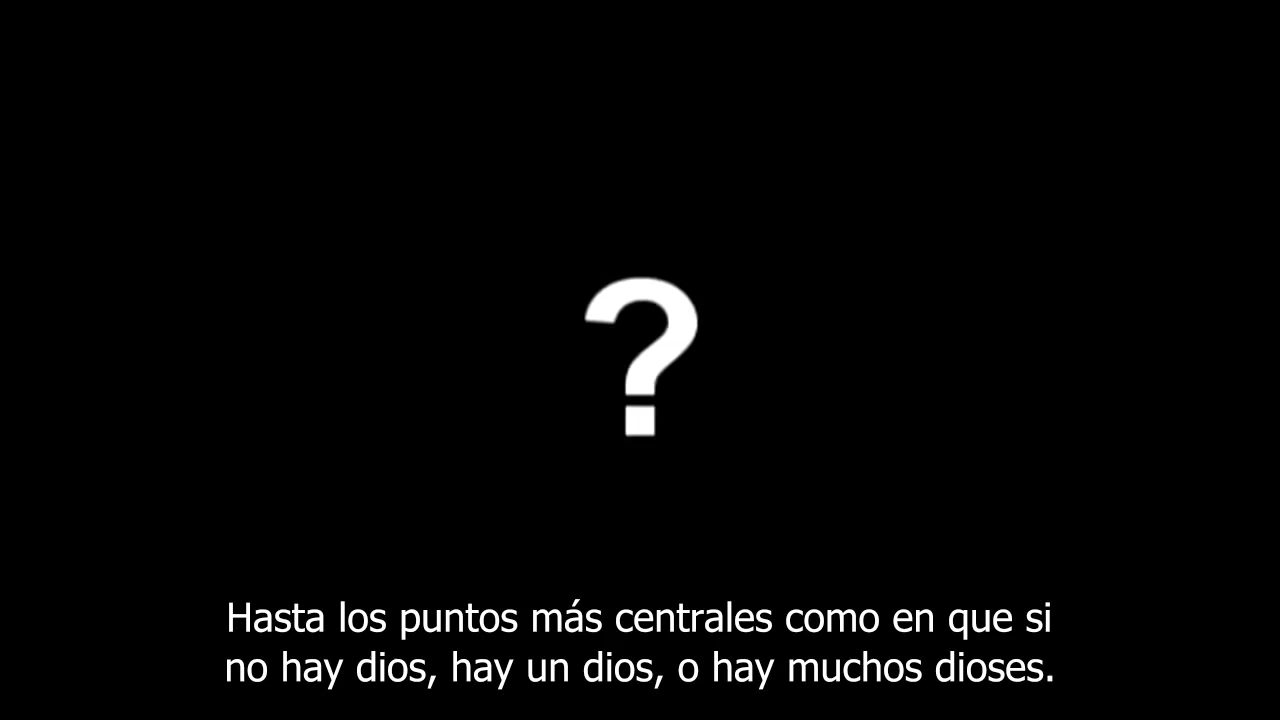 ?
Hasta los puntos más centrales como en que si
no hay dios, hay un dios, o hay muchos dioses.